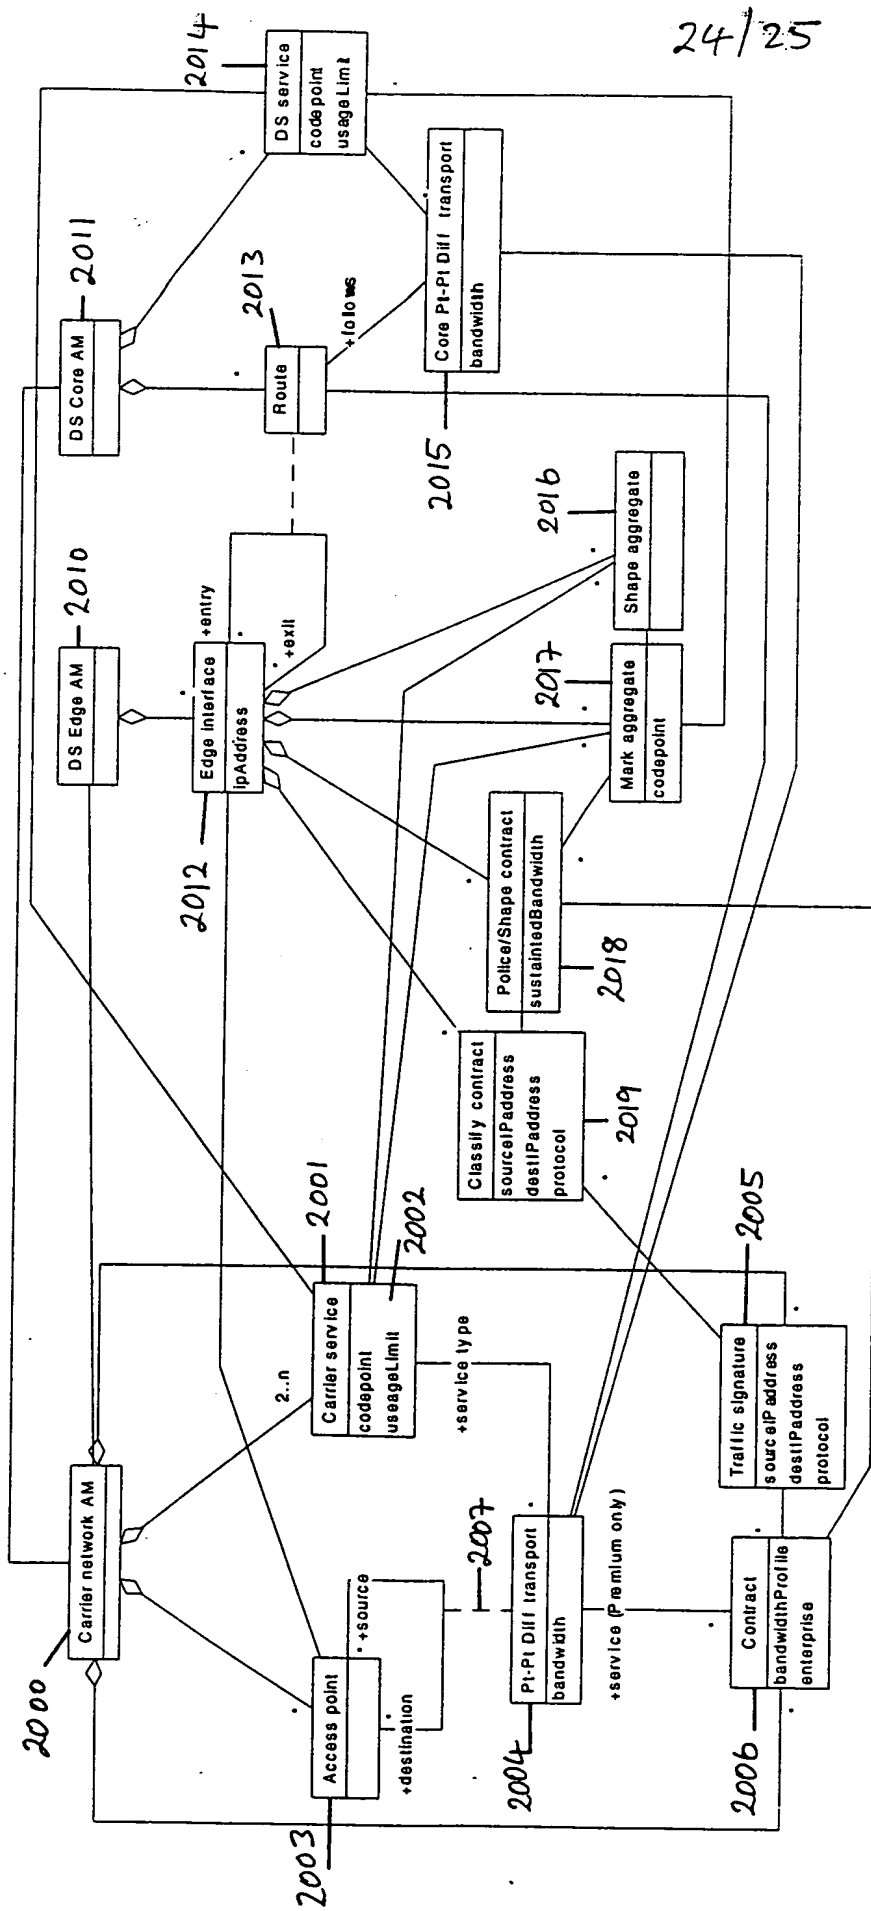 24/25
2000
Carrier network AM
DS Edge AM
2010
DS Core AM
2011
2014
DS service
codepoint
usageLimit
2003
Access point
+source
+destination
2..n
2001
Carrier service
codepoint
useageLimit
2002
+service type
2012
Edge interface
ipAddress
+entry
+exit
Route
2013
+follows
2015
Core Pt-Pt Diff transport
bandwidth
2007
2004
Pt-Pt Diff transport
bandwidth
+service (Premium only)
Classify contract
sourceIPaddress
destIPaddress
protocol
2019
Police/Shape contract
sustaintedBandwidth
2018
2017
Mark aggregate
codepoint
2016
Shape aggregate
2006
Contract
bandwidthProfile
enterprise
2005
Traffic signature
sourceIPaddress
destIPaddress
protocol